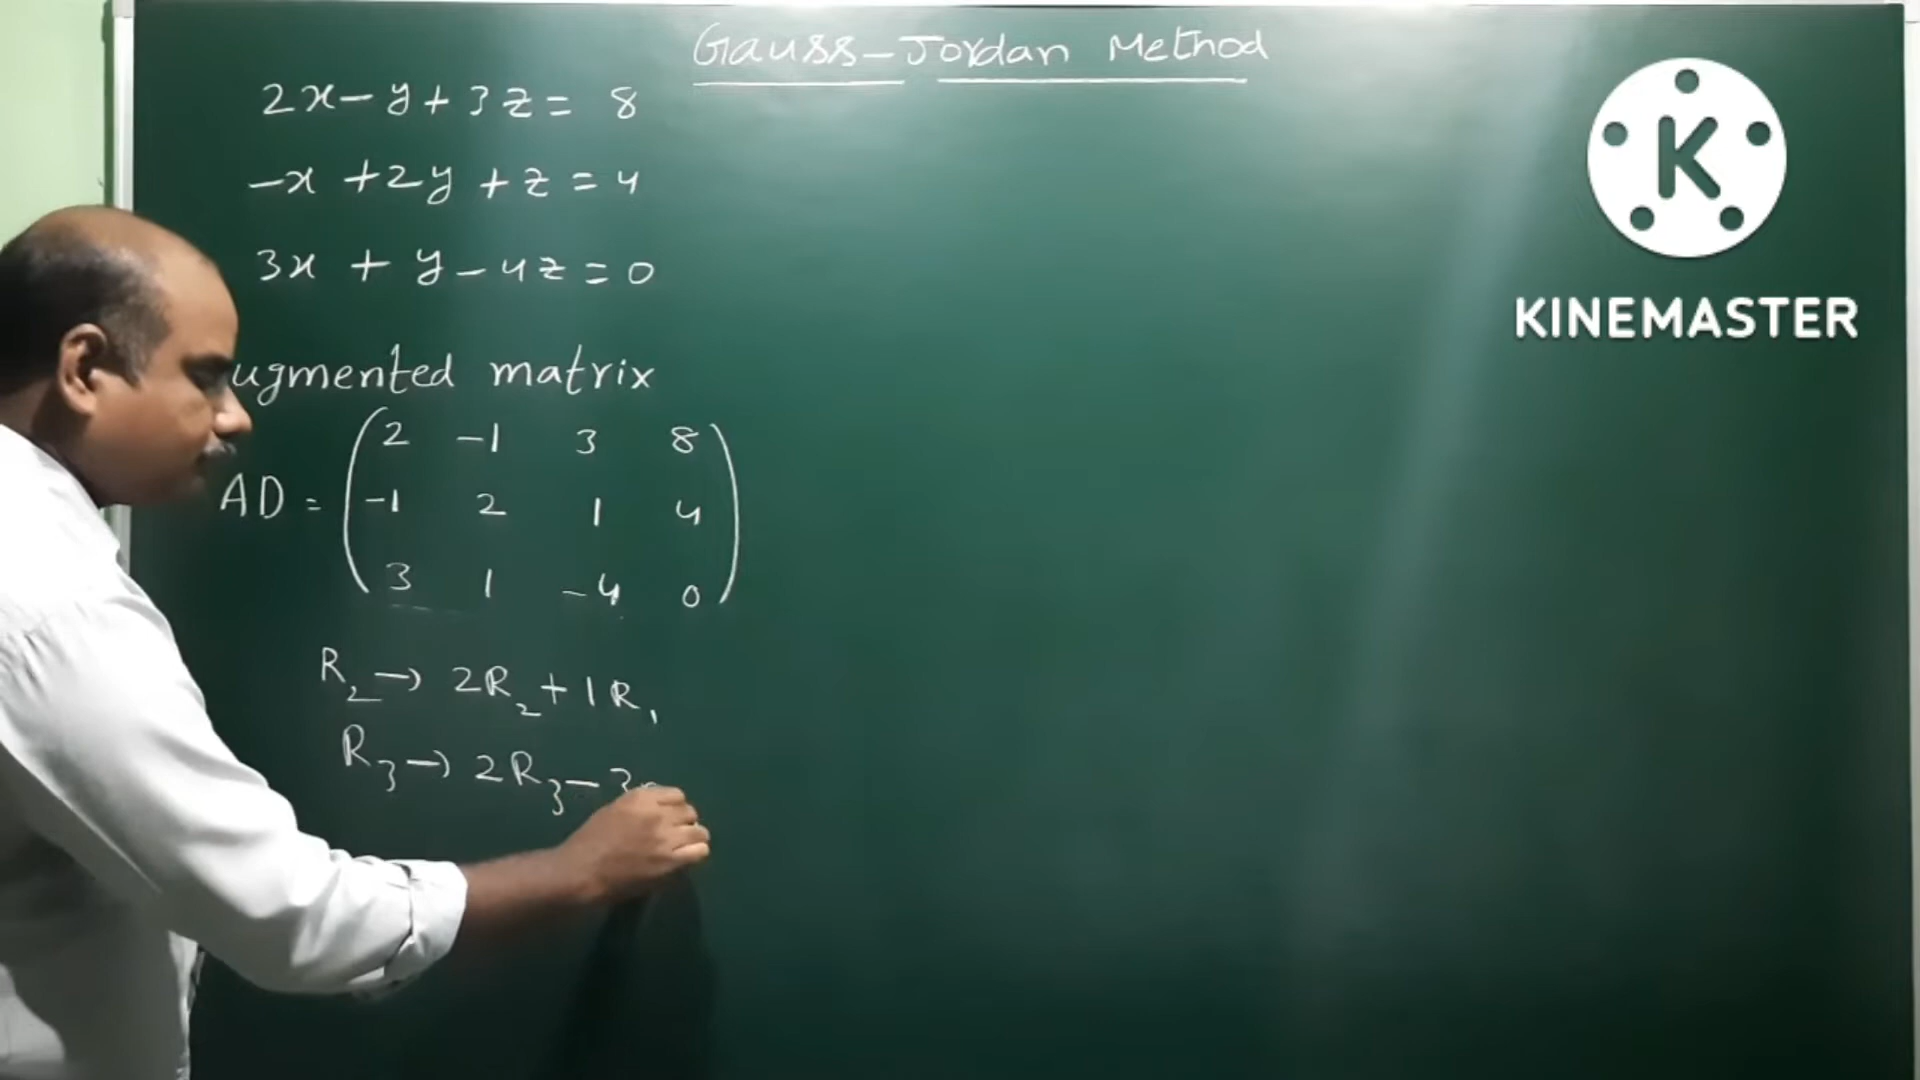 Gauss-Jordan Method
2x - y + 3z = 8
-x + 2y + z = 4
3x + y - 4z = 0
ugmented matrix
2 -1 3 8
AD = -1 2 1 4
3 1 -4 0
R₂ → 2R₂ + 1R₁
R₃ → 2R₃ - 3
K
KINEMASTER